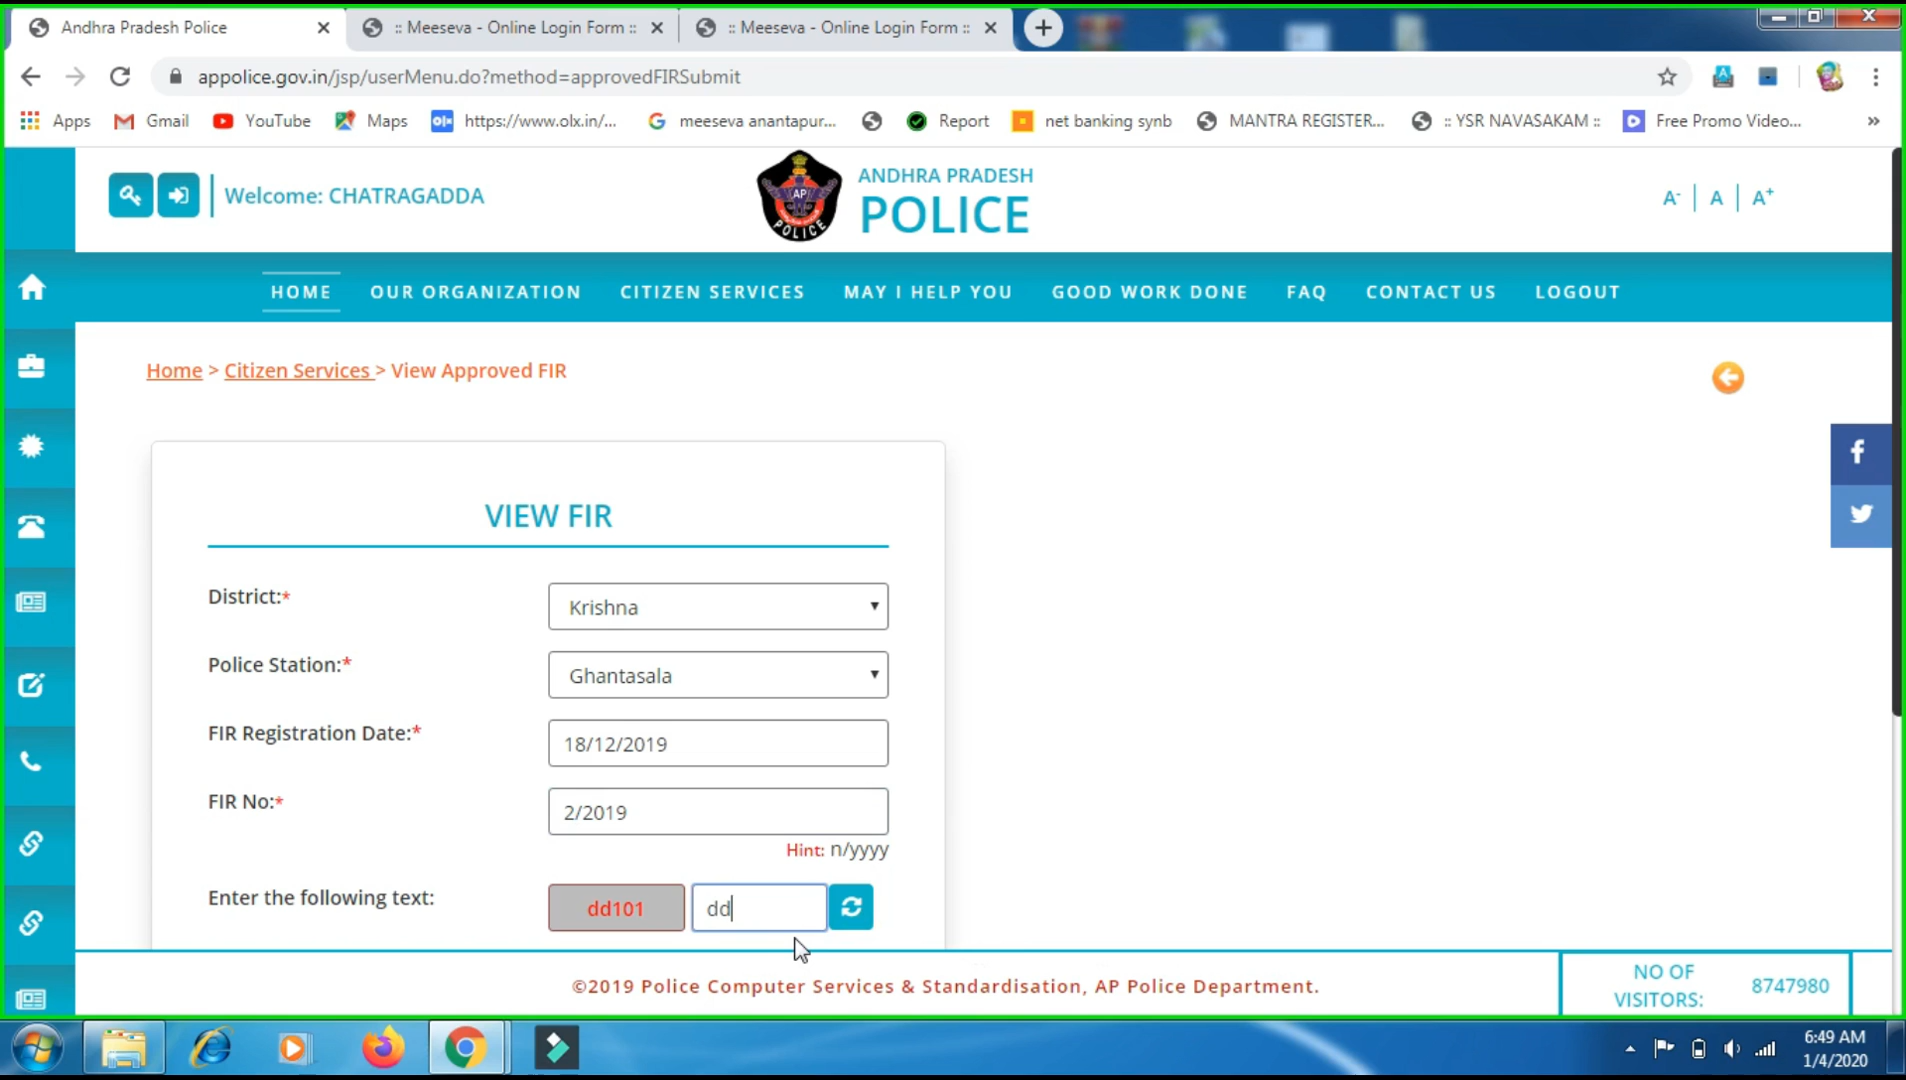 Andhra Pradesh Police
:: Meeseva - Online Login Form ::
:: Meeseva - Online Login Form ::
appolice.gov.in/jsp/userMenu.do?method=approvedFIRSubmit
Apps
Gmail
YouTube
Maps
olx
https://www.olx.in/...
meeseva anantapur...
Report
net banking synb
MANTRA REGISTER...
:: YSR NAVASAKAM ::
Free Promo Video...
»
Welcome: CHATRAGADDA
AP
POLICE
ANDHRA PRADESH
POLICE
A- | A | A+
HOME
OUR ORGANIZATION
CITIZEN SERVICES
MAY I HELP YOU
GOOD WORK DONE
FAQ
CONTACT US
LOGOUT
Home > Citizen Services > View Approved FIR
VIEW FIR
District:*
Krishna
Police Station:*
Ghantasala
FIR Registration Date:*
18/12/2019
FIR No:*
2/2019
Hint: n/yyyy
Enter the following text:
dd101
dd
©2019 Police Computer Services & Standardisation, AP Police Department.
NO OF
VISITORS:
8747980
6:49 AM
1/4/2020